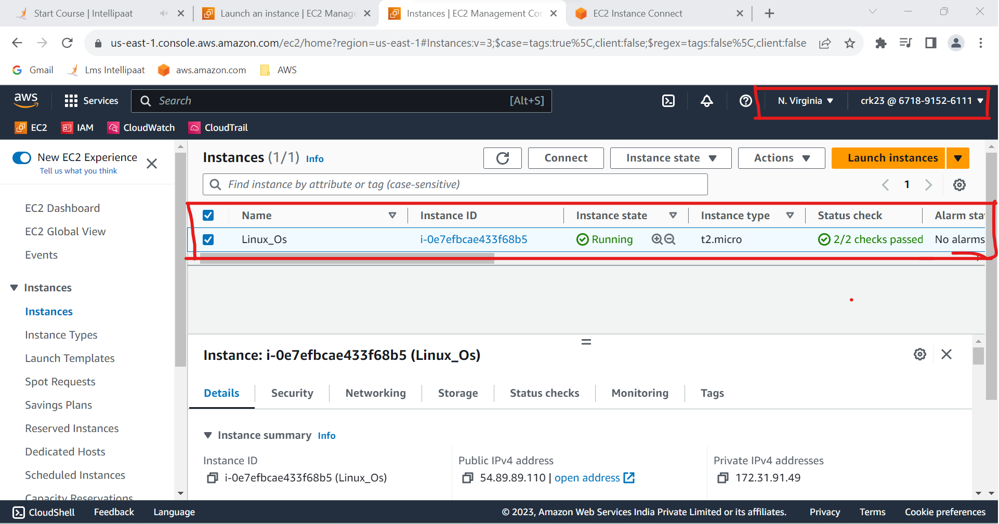 Start Course | Intellipaat
Launch an instance | EC2 Manage
Instances | EC2 Management Con
EC2 Instance Connect
us-east-1.console.aws.amazon.com/ec2/home?region=us-east-1#Instances:v=3;$case=tags:true%5C,client:false;$regex=tags:false%5C,client:false
Gmail
Lms Intellipaat
aws.amazon.com
AWS
aws
Services
Search
[Alt+S]
N. Virginia
crk23 @ 6718-9152-6111
EC2
IAM
CloudWatch
CloudTrail
New EC2 Experience
Tell us what you think
EC2 Dashboard
EC2 Global View
Events
Instances
Instances
Instance Types
Launch Templates
Spot Requests
Savings Plans
Reserved Instances
Dedicated Hosts
Scheduled Instances
Capacity Reservations
Instances (1/1) Info
Connect
Instance state
Actions
Launch instances
Find instance by attribute or tag (case-sensitive)
1
Name Instance ID Instance state Instance type Status check Alarm sta
Linux_Os i-0e7efbcae433f68b5 Running t2.micro 2/2 checks passed No alarms
Instance: i-0e7efbcae433f68b5 (Linux_Os)
Details Security Networking Storage Status checks Monitoring Tags
Instance summary Info
Instance ID
i-0e7efbcae433f68b5 (Linux_Os)
Public IPv4 address
54.89.89.110 | open address
Private IPv4 addresses
172.31.91.49
CloudShell Feedback Language
© 2023, Amazon Web Services India Private Limited or its affiliates. Privacy Terms Cookie preferences